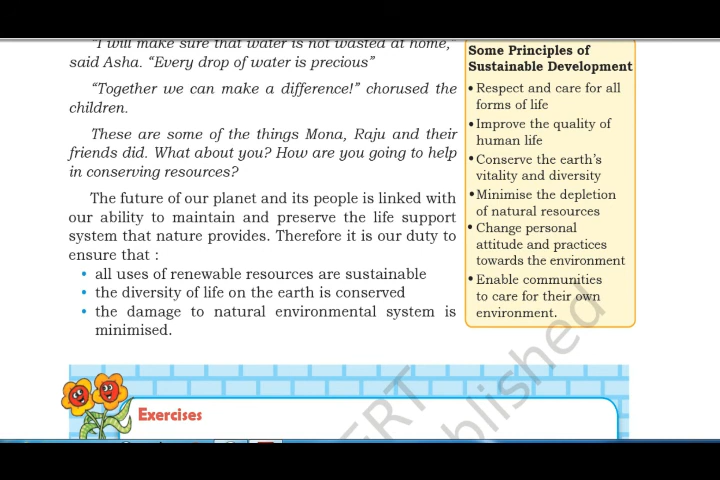 "I will make sure that water is not wasted at home,"
said Asha. "Every drop of water is precious"
"Together we can make a difference!" chorused the
children.
These are some of the things Mona, Raju and their
friends did. What about you? How are you going to help
in conserving resources?
The future of our planet and its people is linked with
our ability to maintain and preserve the life support
system that nature provides. Therefore it is our duty to
ensure that :
• all uses of renewable resources are sustainable
• the diversity of life on the earth is conserved
• the damage to natural environmental system is
minimised.
Some Principles of
Sustainable Development
• Respect and care for all
forms of life
• Improve the quality of
human life
• Conserve the earth's
vitality and diversity
• Minimise the depletion
of natural resources
• Change personal
attitude and practices
towards the environment
• Enable communities
to care for their own
environment.
Exercises
ERT
blished